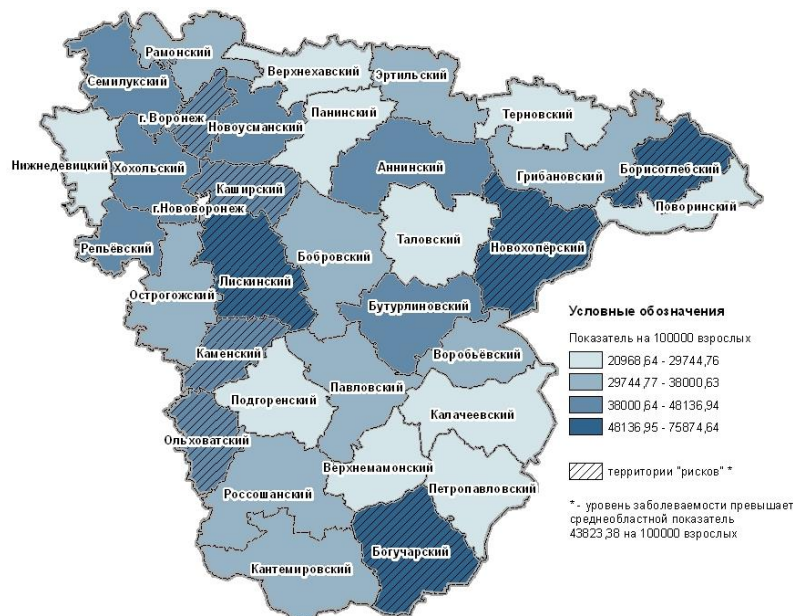 Рамонский
Семилукский
Верхнехавский
Эртильский
г. Воронеж
Новоусманский
Панинский
Терновский
Нижнедевицкий
Хохольский
Аннинский
Грибановский
Борисоглебский
Каширский
Поворинский
г.Нововоронеж
Репьёвский
Таловский
Новохопёрский
Бобровский
Лискинский
Острогожский
Бутурлиновский
Каменский
Воробьёвский
Павловский
Подгоренский
Калачеевский
Ольховатский
Верхнемамонский
Петропавловский
Россошанский
Богучарский
Кантемировский
Условные обозначения
Показатель на 100000 взрослых
20968,64 - 29744,76
29744,77 - 38000,63
38000,64 - 48136,94
48136,95 - 75874,64
территории "рисков" *
* - уровень заболеваемости превышает
среднеобластной показатель
43823,38 на 100000 взрослых